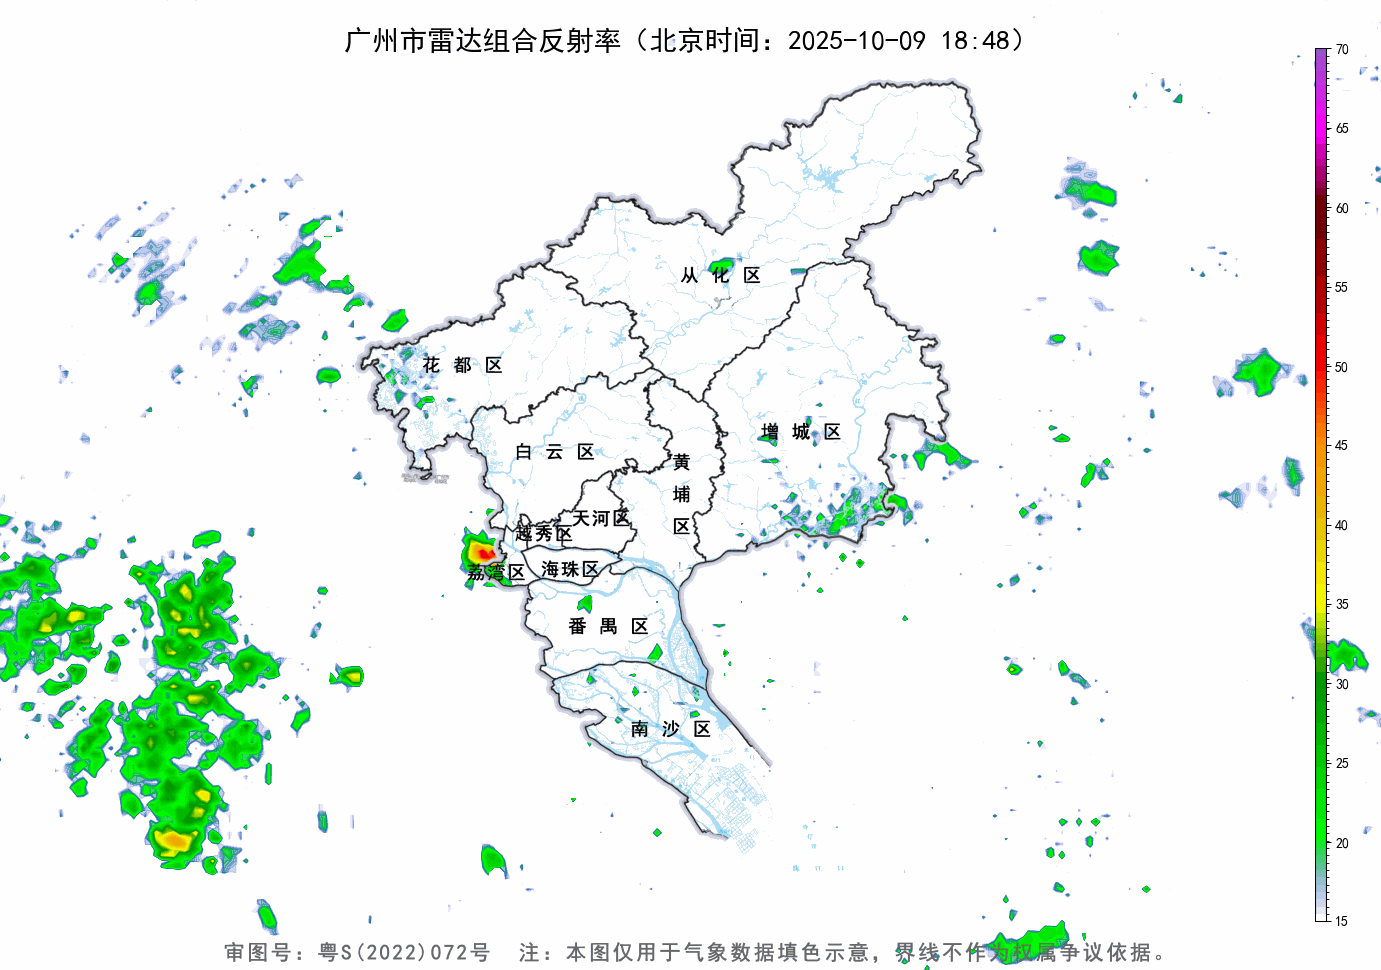 广州市雷达组合反射率（北京时间：2025-10-09 18:48）
70
65
60
55
50
45
40
35
30
25
20
15
从 化 区
花 都 区
增 城 区
白 云 区
黄
埔
区
天河区
越秀区
荔湾区
海珠区
番 禺 区
南 沙 区
审图号：粤S(2022)072号 注：本图仅用于气象数据填色示意，界线不作为权属争议依据。